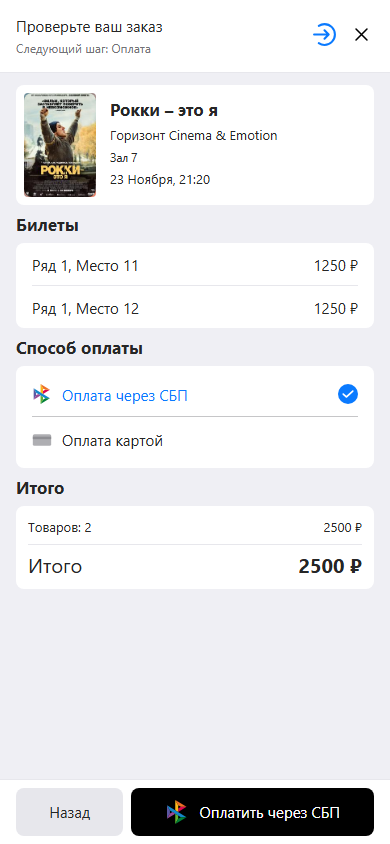 Проверьте ваш заказ
Следующий шаг: Оплата
РОККИ
ЭТО Я
Рокки – это я
Горизонт Cinema & Emotion
Зал 7
23 Ноября, 21:20
Билеты
Ряд 1, Место 11 1250 ₽
Ряд 1, Место 12 1250 ₽
Способ оплаты
Оплата через СБП
Оплата картой
Итого
Товаров: 2 2500 ₽
Итого 2500 ₽
Назад Оплатить через СБП